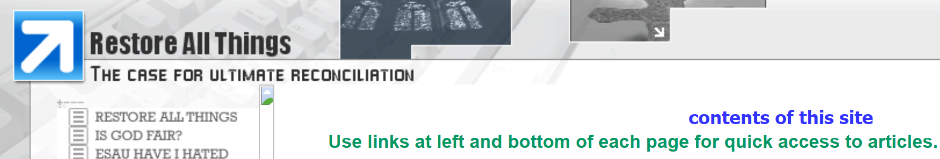 Restore All Things
The case for ultimate reconciliation
RESTORE ALL THINGS
IS GOD FAIR?
ESAU HAVE I HATED
contents of this site
Use links at left and bottom of each page for quick access to articles.